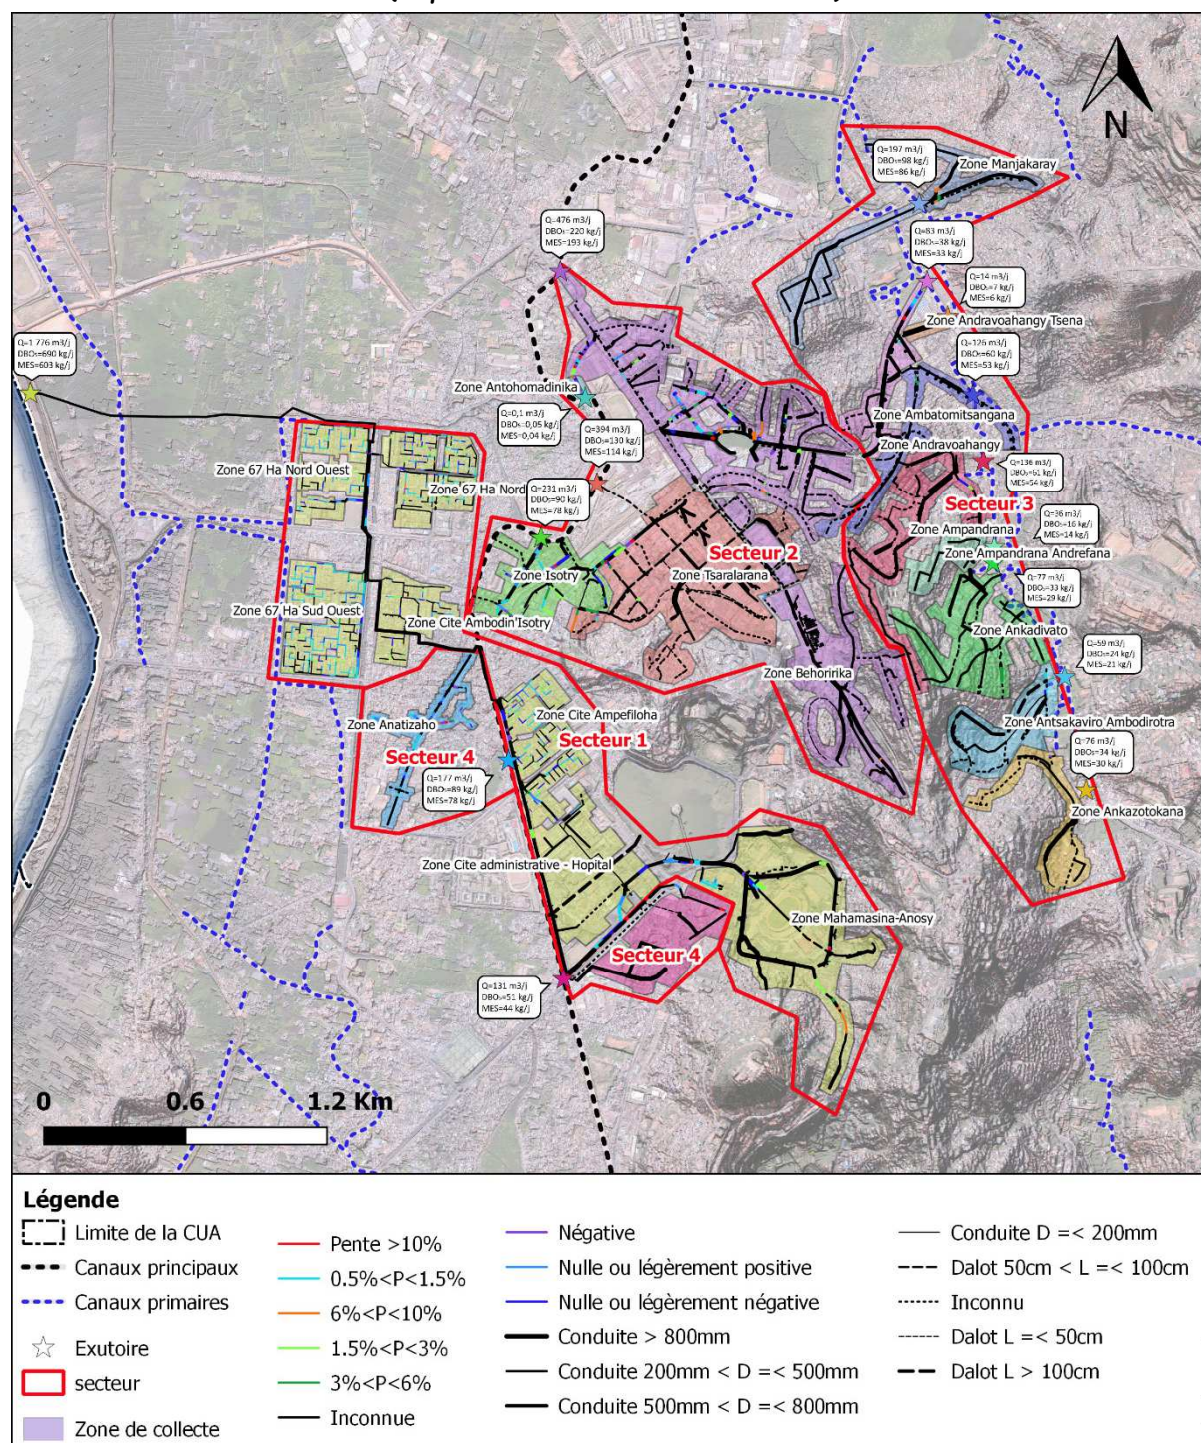 N
Q=197 m3/j
DBO₅=98 kg/j
MES=86 kg/j
Zone Manjakaray
Q=476 m3/j
DBO₅=220 kg/j
MES=193 kg/j
Q=83 m3/j
DBO₅=38 kg/j
MES=33 kg/j
Q=14 m3/j
DBO₅=7 kg/j
MES=6 kg/j
Zone Andravoahangy Tsena
Q=1 776 m3/j
DBO₅=690 kg/j
MES=603 kg/j
Q=126 m3/j
DBO₅=60 kg/j
MES=53 kg/j
Zone Antohomadinika
Q=0,1 m3/j
DBO₅=0,05 kg/j
MES=0,04 kg/j
Q=394 m3/j
DBO₅=130 kg/j
MES=114 kg/j
Zone Ambatomitsangana
Zone Andravoahangy
Q=136 m3/j
DBO₅=61 kg/j
MES=54 kg/j
Zone 67 Ha Nord Ouest
Zone 67 Ha Nord
Q=231 m3/j
DBO₅=90 kg/j
MES=78 kg/j
Secteur 3
Q=36 m3/j
DBO₅=16 kg/j
MES=14 kg/j
Zone Ampandrana
Zone Ampandrana Andrefana
Secteur 2
Zone Isotry
Zone Tsaralarana
Q=77 m3/j
DBO₅=33 kg/j
MES=29 kg/j
Zone 67 Ha Sud Ouest
Zone Cite Ambodin'Isotry
Zone Ankadivato
Q=59 m3/j
DBO₅=24 kg/j
MES=21 kg/j
Zone Behoririka
Zone Anatizaho
Zone Cite Ampefiloha
Zone Antsakaviro Ambodirotra
Secteur 1
Secteur 4
Q=177 m3/j
DBO₅=89 kg/j
MES=78 kg/j
Q=76 m3/j
DBO₅=34 kg/j
MES=30 kg/j
Zone Ankazotokana
Zone Cite administrative - Hopital
Zone Mahamasina-Anosy
Secteur 4
Q=131 m3/j
DBO₅=51 kg/j
MES=44 kg/j
0 0.6 1.2 Km
Légende
Limite de la CUA
Canaux principaux
Canaux primaires
Exutoire
secteur
Zone de collecte
Pente >10%
0.5%<P<1.5%
6%<P<10%
1.5%<P<3%
3%<P<6%
Inconnue
Négative
Nulle ou légèrement positive
Nulle ou légèrement négative
Conduite > 800mm
Conduite 200mm < D =< 500mm
Conduite 500mm < D =< 800mm
Conduite D =< 200mm
Dalot 50cm < L =< 100cm
Inconnu
Dalot L =< 50cm
Dalot L > 100cm